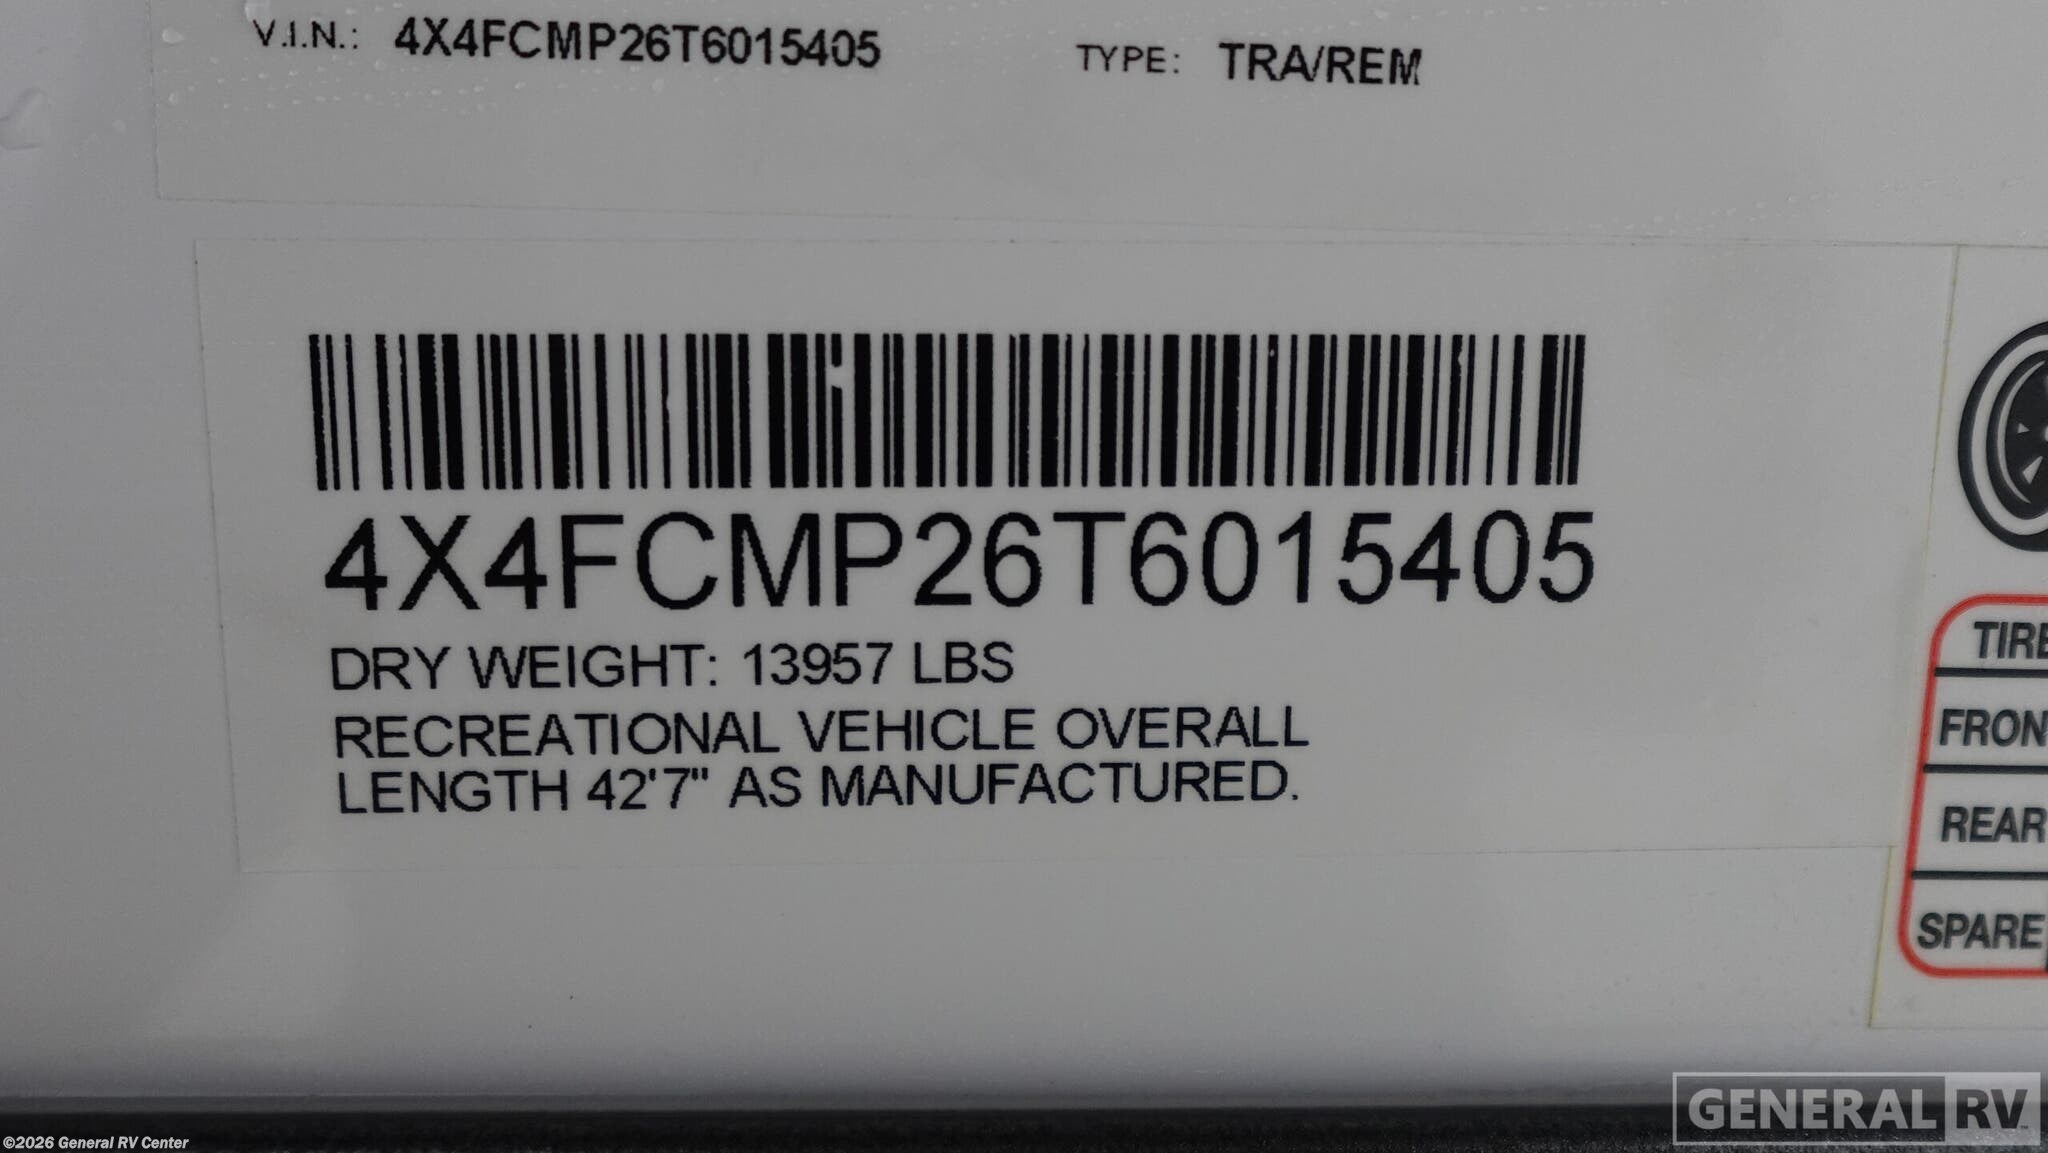 V.I.N.: 4X4FCMP26T6015405 TYPE: TRA/REM
4X4FCMP26T6015405
DRY WEIGHT: 13957 LBS
RECREATIONAL VEHICLE OVERALL
LENGTH 42'7" AS MANUFACTURED.
TIRE
FRON
REAR
SPARE
GENERAL RV
©2026 General RV Center